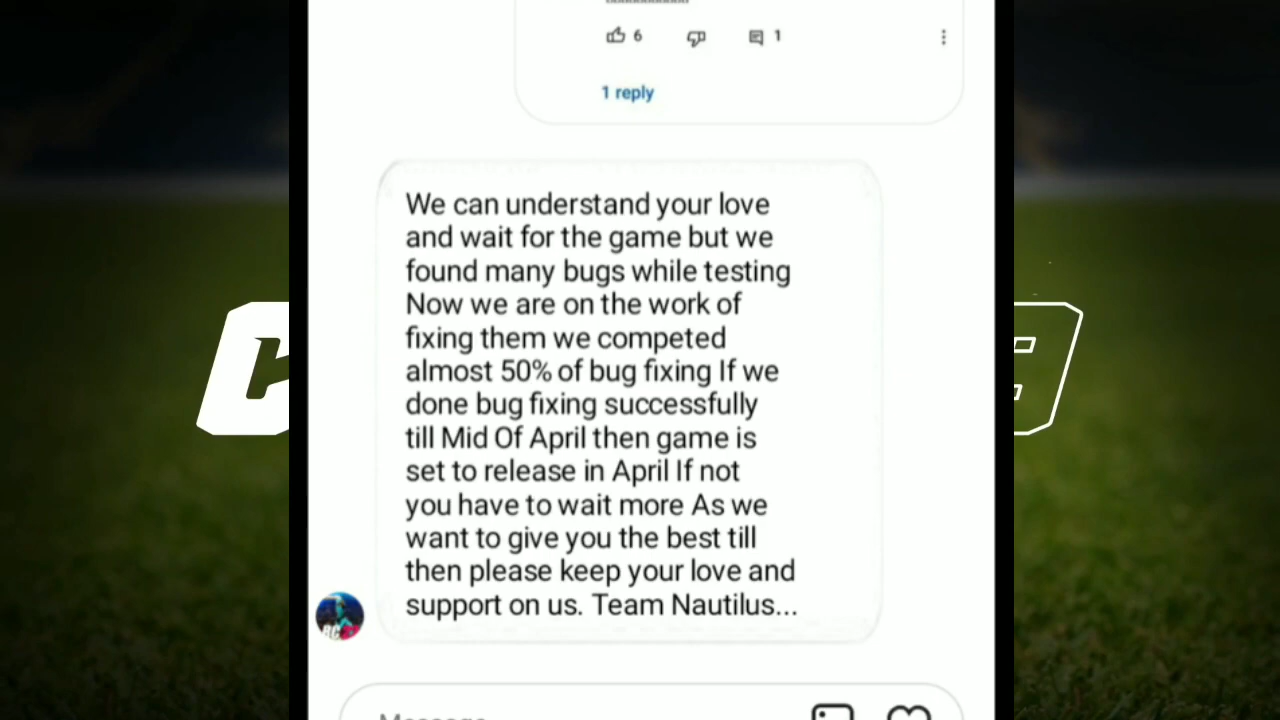 6
1
1 reply
We can understand your love
and wait for the game but we
found many bugs while testing
Now we are on the work of
fixing them we competed
almost 50% of bug fixing If we
done bug fixing successfully
till Mid Of April then game is
set to release in April If not
you have to wait more As we
want to give you the best till
then please keep your love and
support on us. Team Nautilus...